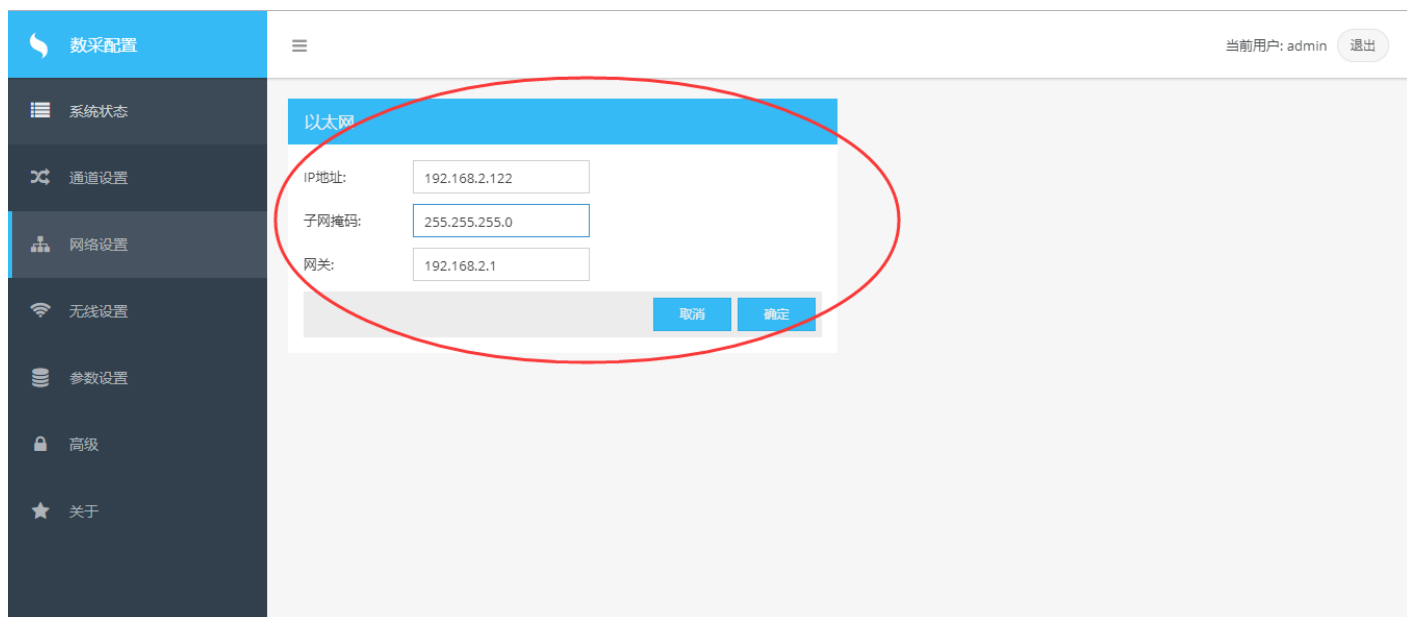 数采配置
当前用户: admin 退出
系统状态
通道设置
网络设置
无线设置
参数设置
高级
关于
以太网
IP地址: 192.168.2.122
子网掩码: 255.255.255.0
网关: 192.168.2.1
取消 确定